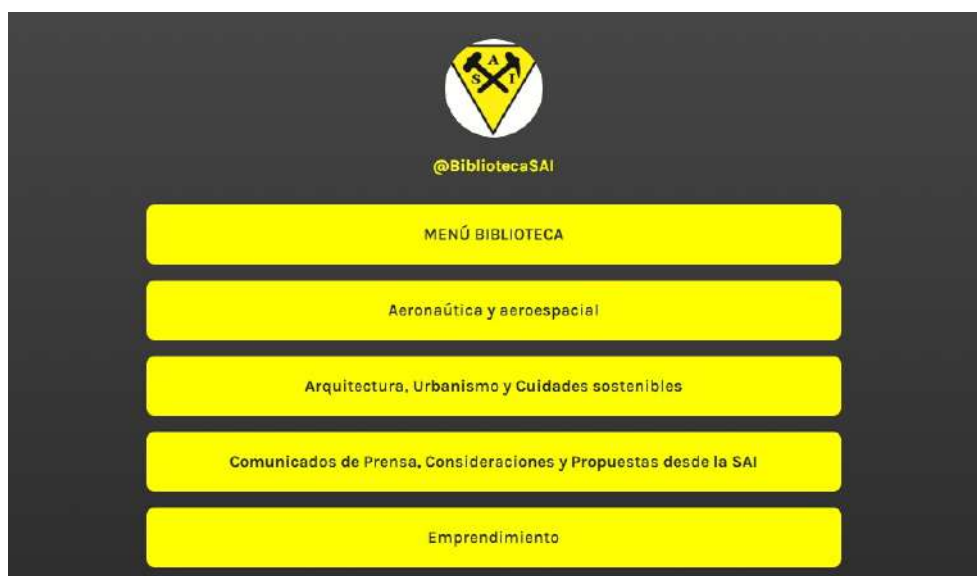 A
S I
@BibliotecaSAI
MENÚ BIBLIOTECA
Aeronaútica y aeroespacial
Arquitectura, Urbanismo y Cuidades sostenibles
Comunicados de Prensa, Consideraciones y Propuestas desde la SAI
Emprendimiento